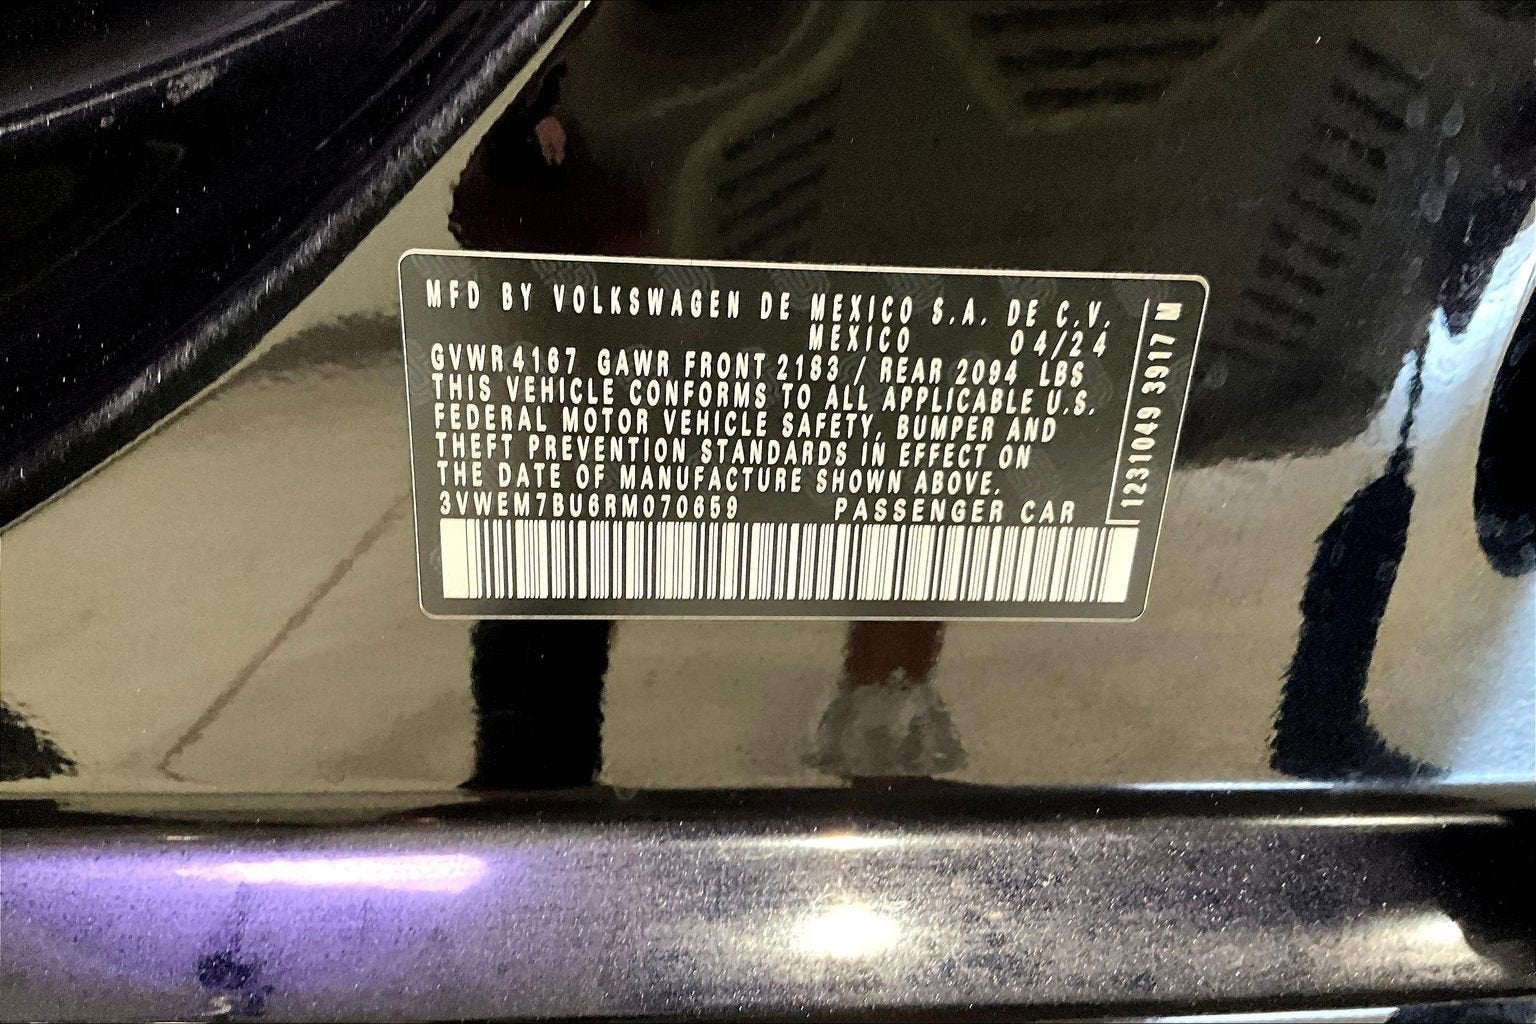 MFD BY VOLKSWAGEN DE MEXICO S.A. DE C.V.
MEXICO 04/24
GVWR 4167 GAWR FRONT 2183 / REAR 2094 LBS
THIS VEHICLE CONFORMS TO ALL APPLICABLE U.S.
FEDERAL MOTOR VEHICLE SAFETY, BUMPER AND
THEFT PREVENTION STANDARDS IN EFFECT ON
THE DATE OF MANUFACTURE SHOWN ABOVE.
3VWEM7BU6RM070659 PASSENGER CAR
1231049 3917 M